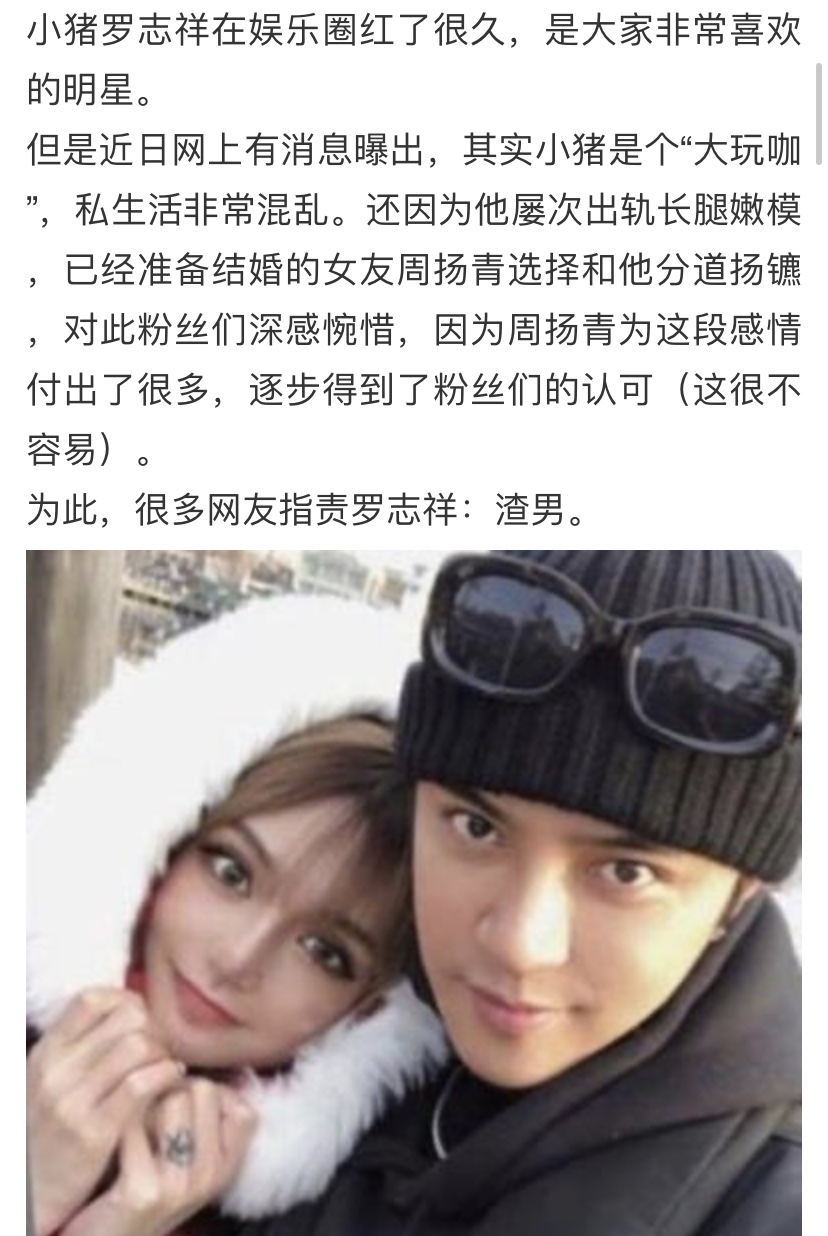 小猪罗志祥在娱乐圈红了很久，是大家非常喜欢
的明星。
但是近日网上有消息曝出，其实小猪是个“大玩咖
”，私生活非常混乱。还因为他屡次出轨长腿嫩模
，已经准备结婚的女友周扬青选择和他分道扬镳
，对此粉丝们深感惋惜，因为周扬青为这段感情
付出了很多，逐步得到了粉丝们的认可（这很不
容易）。
为此，很多网友指责罗志祥：渣男。